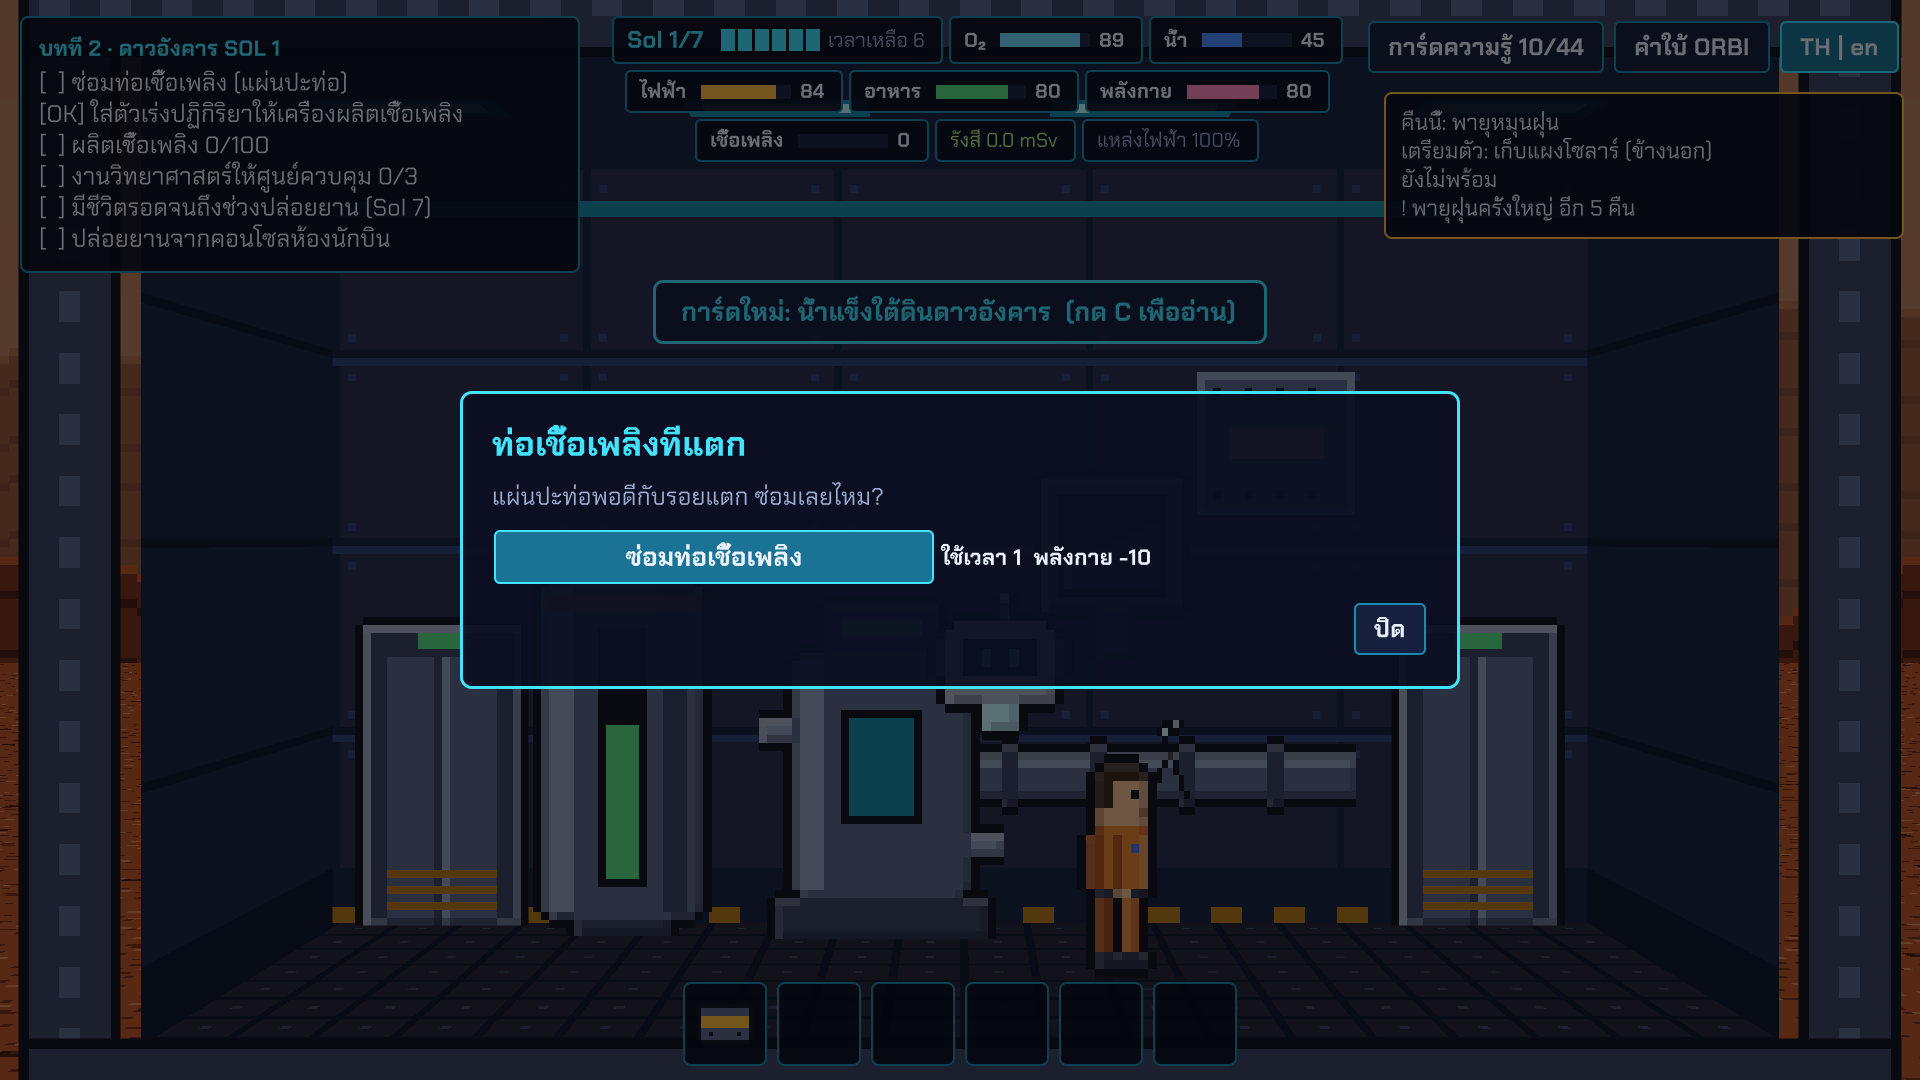 บทที่ 2 · ดาวอังคาร SOL 1
[ ] ซ่อมท่อเชื้อเพลิง (แผ่นปะท่อ)
[OK] ใส่ตัวเร่งปฏิกิริยาให้เครื่องผลิตเชื้อเพลิง
[ ] ผลิตเชื้อเพลิง 0/100
[ ] งานวิทยาศาสตร์ให้ศูนย์ควบคุม 0/3
[ ] มีชีวิตรอดจนถึงช่วงปล่อยยาน (Sol 7)
[ ] ปล่อยยานจากคอนโซลห้องนักบิน
Sol 1/7 เวลาเหลือ 6
O₂ 89
น้ำ 45
ไฟฟ้า 84
อาหาร 80
พลังกาย 80
เชื้อเพลิง 0
รังสี 0.0 mSv
แหล่งไฟฟ้า 100%
การ์ดความรู้ 10/44
คำใบ้ ORBI
TH | en
คืนนี้: พายุหมุนฝุ่น
เตรียมตัว: เก็บแผงโซลาร์ (ข้างนอก)
ยังไม่พร้อม
! พายุฝุ่นครั้งใหญ่ อีก 5 คืน
การ์ดใหม่: น้ำแข็งใต้ดินดาวอังคาร (กด C เพื่ออ่าน)
ท่อเชื้อเพลิงที่แตก
แผ่นปะท่อพอดีกับรอยแตก ซ่อมเลยไหม?
ซ่อมท่อเชื้อเพลิง
ใช้เวลา 1 พลังกาย -10
ปิด